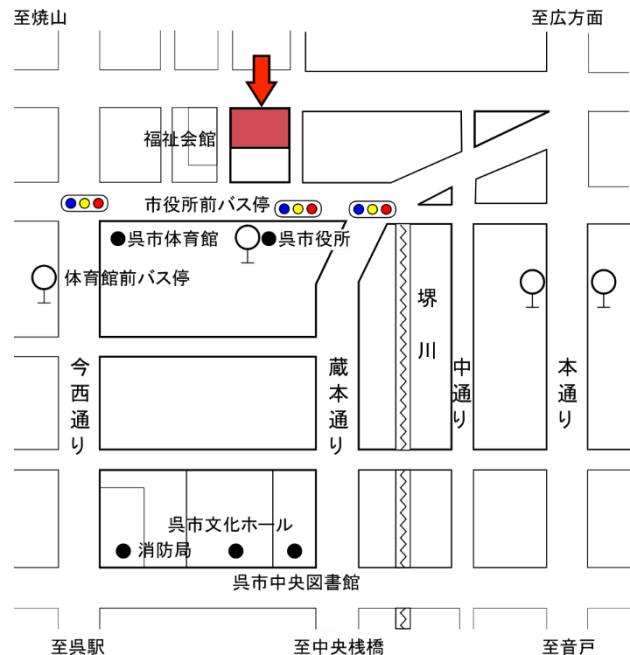 至焼山
至広方面
福祉会館
市役所前バス停
呉市体育館
呉市役所
体育館前バス停
堺川
今西通り
蔵本通り
中通り
本通り
呉市文化ホール
消防局
呉市中央図書館
至呉駅
至中央桟橋
至音戸